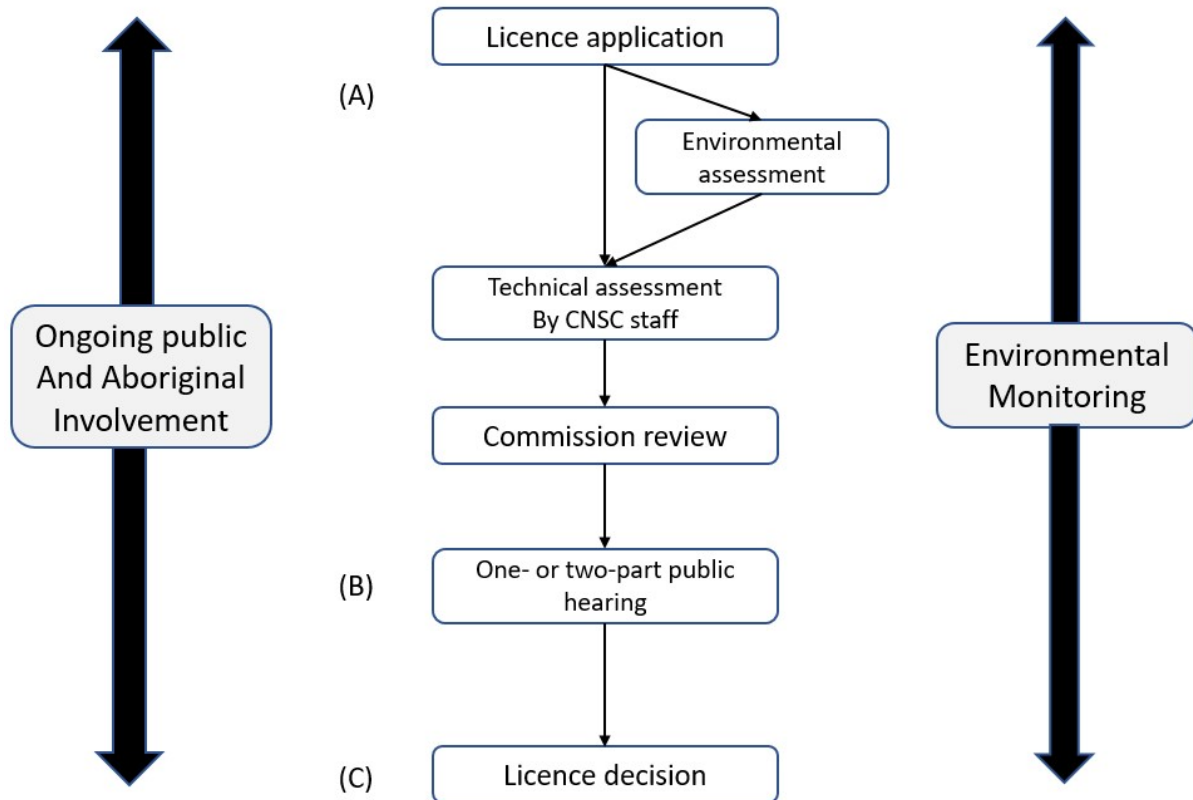 Licence application
(A)
Environmental
assessment
Technical assessment
By CNSC staff
Ongoing public
And Aboriginal
Involvement
Environmental
Monitoring
Commission review
One- or two-part public
hearing
(B)
Licence decision
(C)